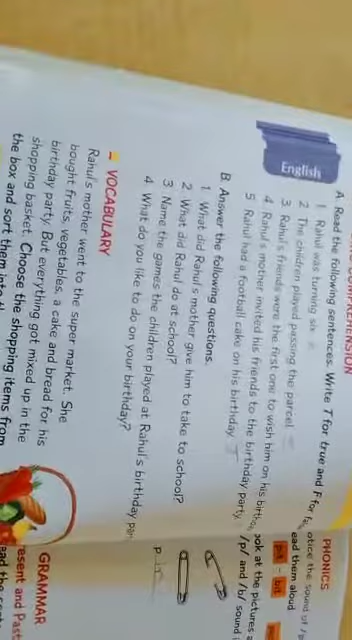 COMPREHENSION
English
A. Read the following sentences. Write T for true and F for
1 Rahul was turning six.
2 The children played passing the parcel.
3 Rahul's friends were the first one to wish him on his
4 Rahul's mother invited his friends to the birthday party.
5 Rahul had a football cake on his birthday. T
B. Answer the following questions.
1. What did Rahul's mother give him to take to school?
2. What did Rahul do at school?
3. Name the games the children played at Rahul's birthday
4. What do you like to do on your birthday?
VOCABULARY
Rahul's mother went to the super market. She
bought fruits, vegetables, a cake and bread for his
birthday party. But everything got mixed up in the
shopping basket. Choose the shopping items from
the box and sort them
PHONICS
otice the sound of
ead them aloud
bit
ook at the pictures
/p/ and /b/ sound
p
GRAMMAR
esent and Past